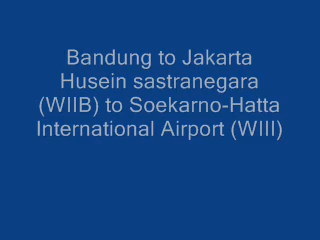 Bandung to Jakarta
Husein sastranegara
(WIIB) to Soekarno-Hatta
International Airport (WIII)